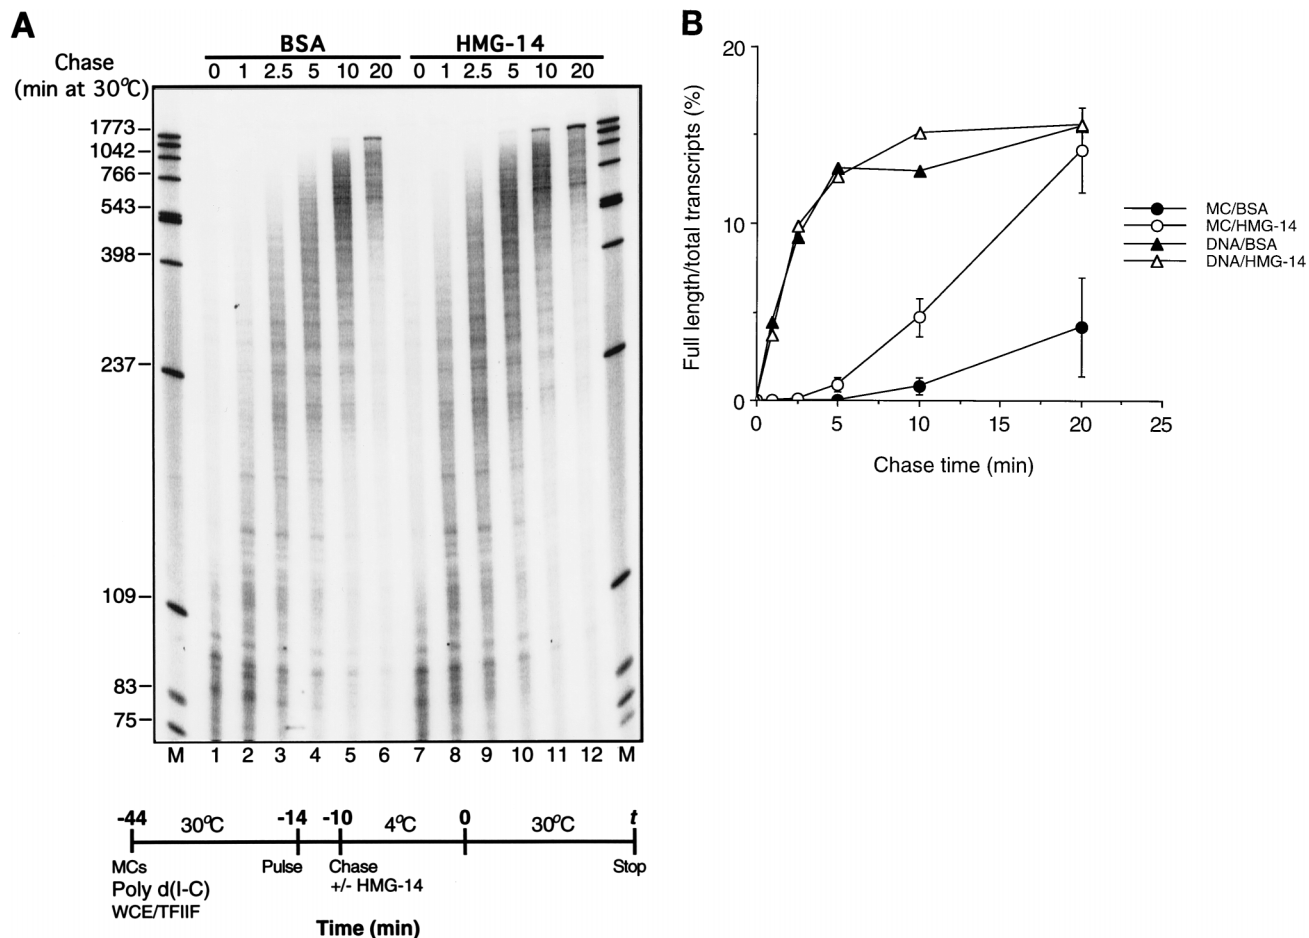 A
BSA HMG-14
Chase
(min at 30°C)
0 1 2.5 5 10 20 0 1 2.5 5 10 20
1773
1042
766
543
398
237
109
83
75
M 1 2 3 4 5 6 7 8 9 10 11 12 M
-44 -14 -10 0 t
30°C 4°C 30°C
MCs Pulse Chase Stop
Poly d(I-C) +/- HMG-14
WCE/TFIIF
Time (min)
B
20
10
0
Full length/total transcripts (%)
0 5 10 15 20 25
Chase time (min)
MC/BSA
MC/HMG-14
DNA/BSA
DNA/HMG-14